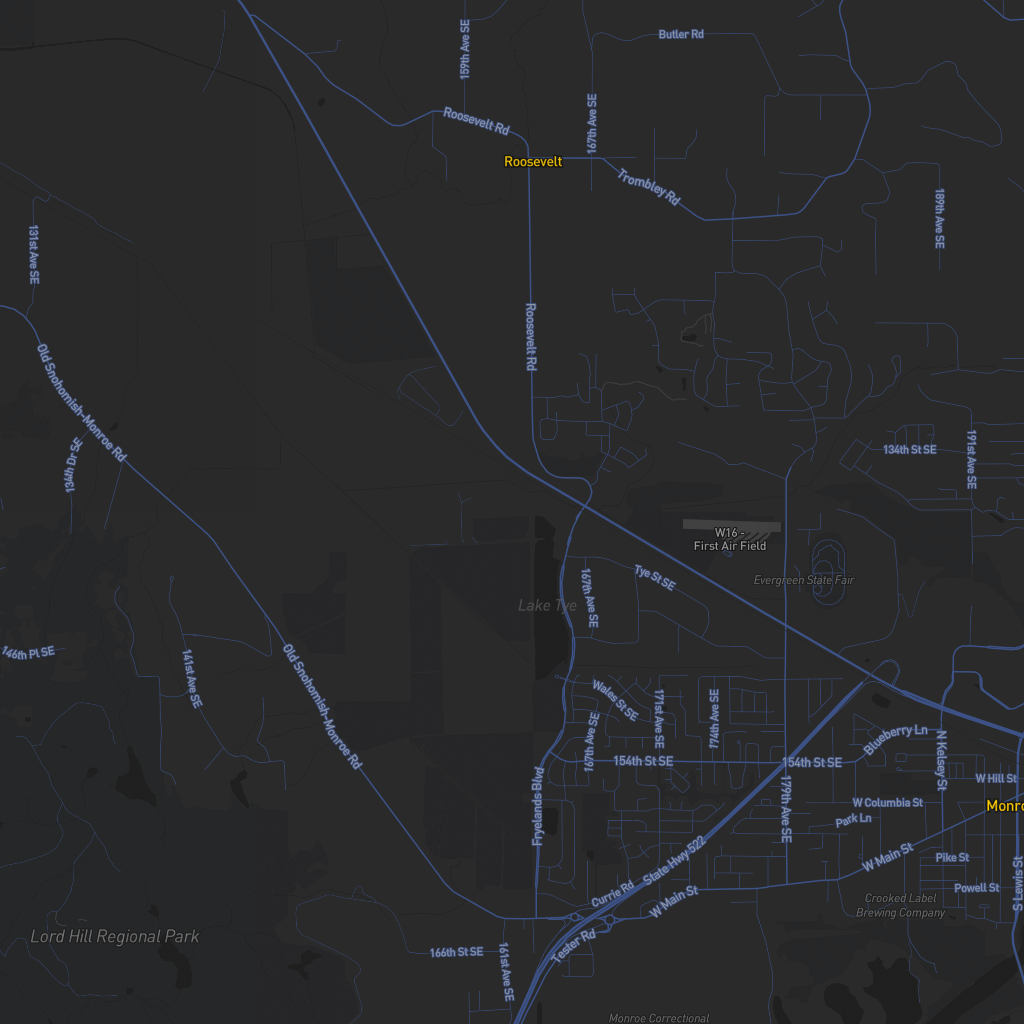 Butler Rd
159th Ave SE
Roosevelt Rd
167th Ave SE
Roosevelt
Trombley Rd
189th Ave SE
131st Ave SE
Roosevelt Rd
Old Snohomish-Monroe Rd
134th Dr SE
134th St SE
191st Ave SE
W16 -
First Air Field
Tye St SE
Evergreen State Fair
167th Ave SE
Lake Tye
146th Pl SE
141st Ave SE
Old Snohomish-Monroe Rd
Wales St SE
171st Ave SE
174th Ave SE
167th Ave SE
154th St SE
154th St SE
Blueberry Ln
N Kelsey St
W Hill St
Fryelands Blvd
179th Ave SE
W Columbia St
Park Ln
Monro
State Hwy 522
W Main St
Pike St
Powell St
S Lewis St
Currie Rd
W Main St
Crooked Label
Brewing Company
Lord Hill Regional Park
166th St SE
161st Ave SE
Tester Rd
Monroe Correctional